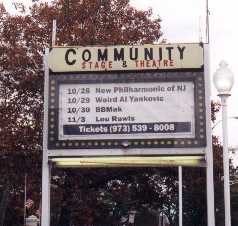 COMMUNITY
STAGE & THEATRE
10/26 New Philharmonic of NJ
10/29 Weird Al Yankovic
10/30 BBMak
11/3 Lou Rawls
Tickets (973) 539 - 8008